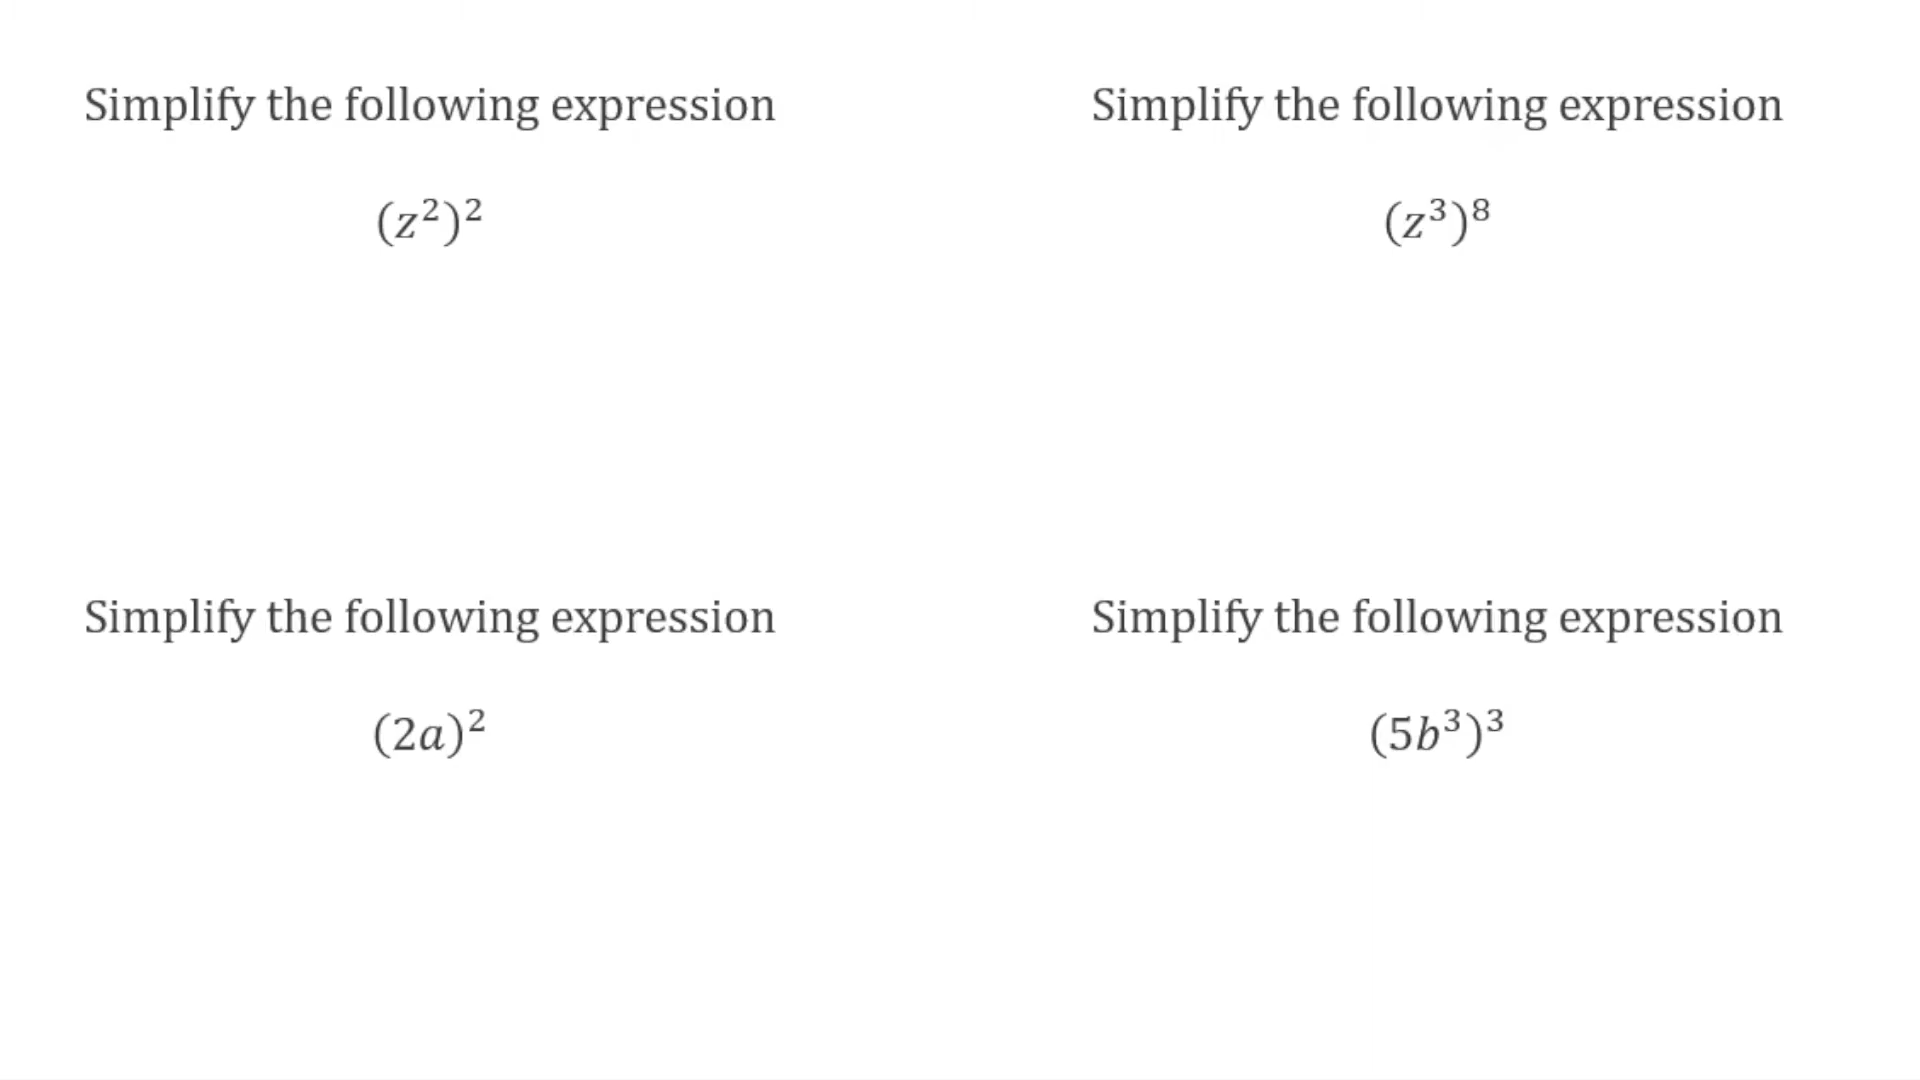 Simplify the following expression
(z²)²
Simplify the following expression
(z³)⁸
Simplify the following expression
(2a)²
Simplify the following expression
(5b³)³